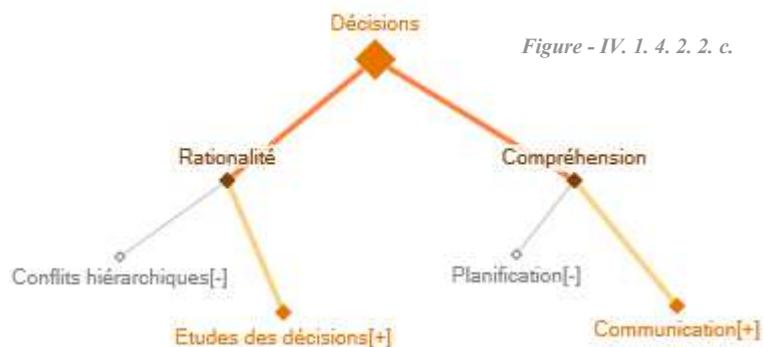 Décisions
Figure - IV. 1. 4. 2. 2. c.
Rationalité
Compréhension
Conflits hiérarchiques[-]
Planification[-]
Etudes des décisions[+]
Communication[+]